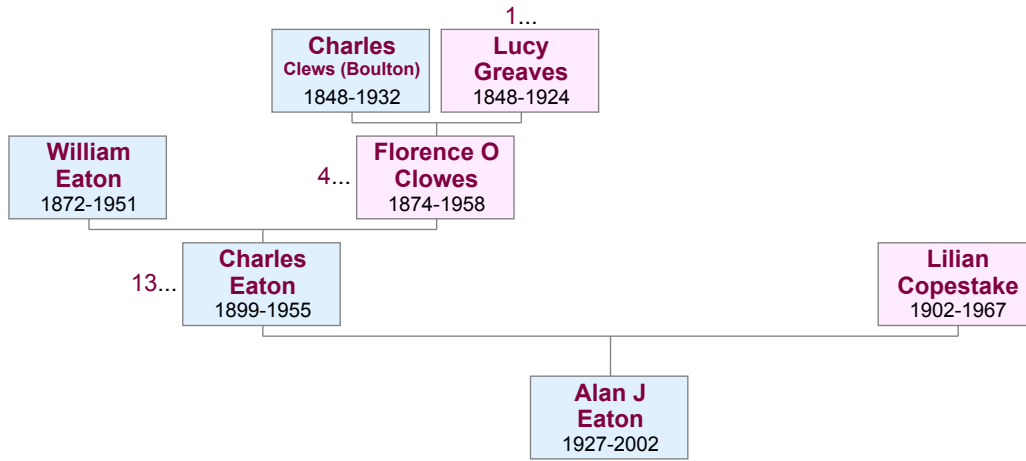 1...
Charles
Clews (Boulton)
1848-1932
Lucy
Greaves
1848-1924
William
Eaton
1872-1951
4...
Florence O
Clowes
1874-1958
13...
Charles
Eaton
1899-1955
Lilian
Copestake
1902-1967
Alan J
Eaton
1927-2002